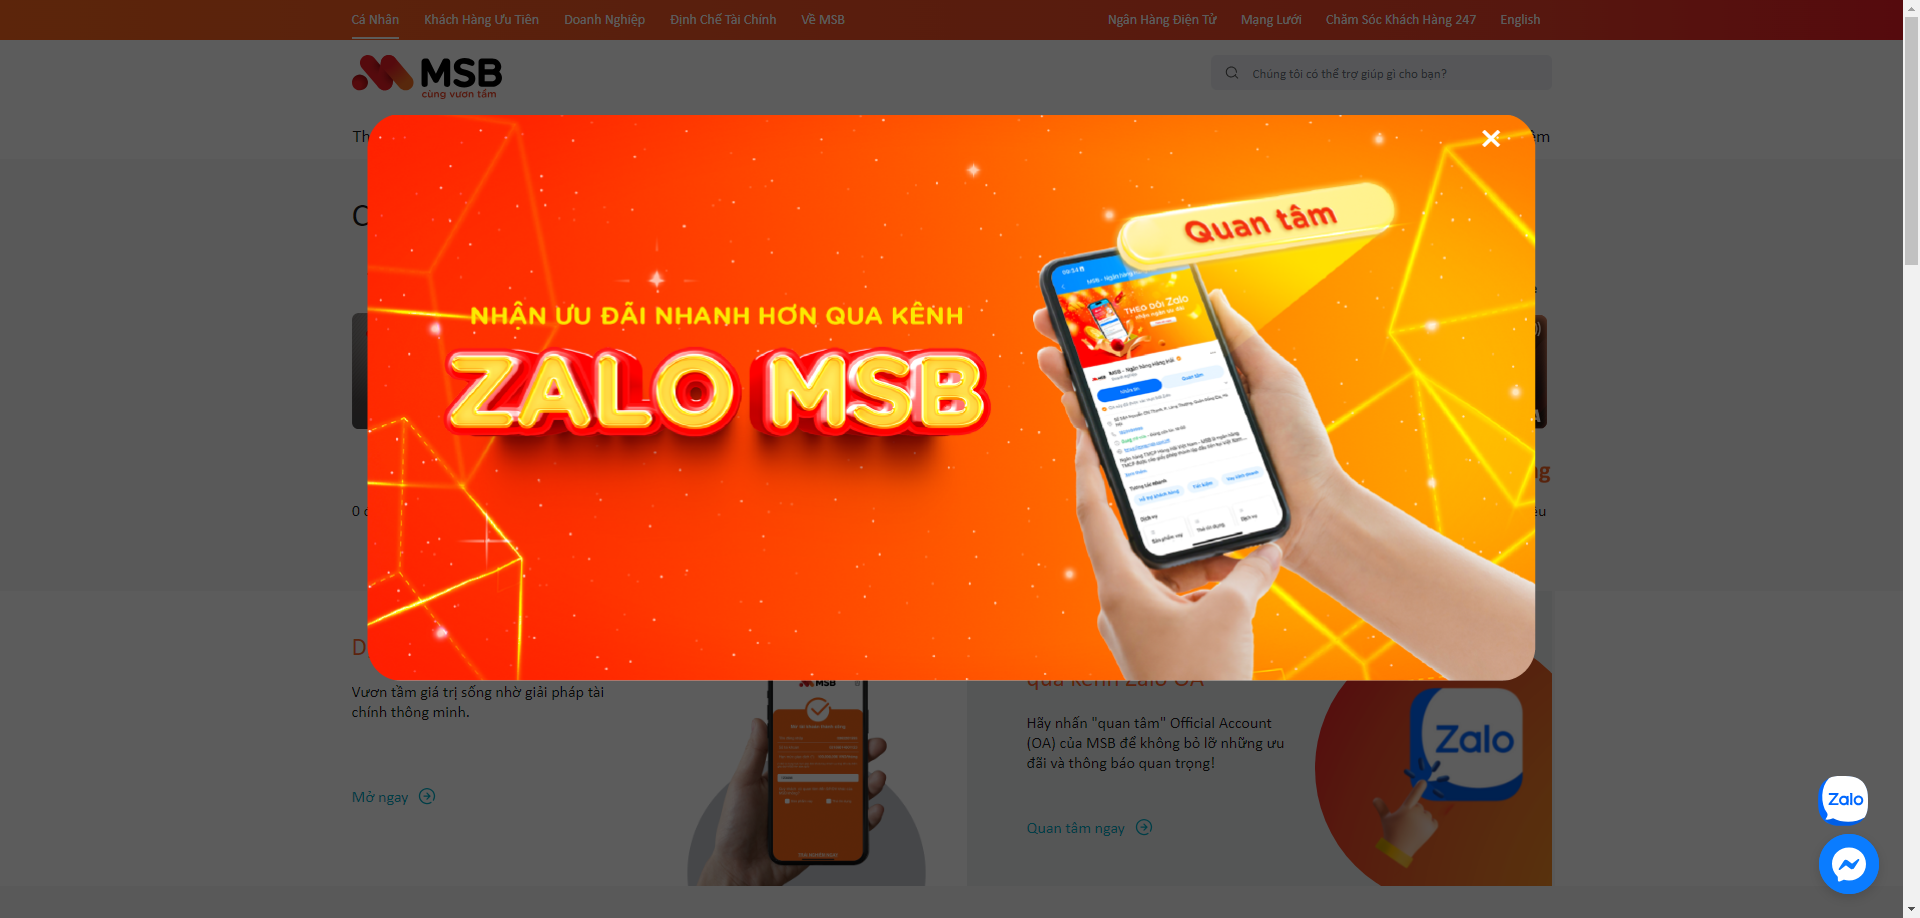 Cá Nhân
Khách Hàng Ưu Tiên
Doanh Nghiệp
Định Chế Tài Chính
Về MSB
Ngân Hàng Điện Tử
Mạng Lưới
Chăm Sóc Khách Hàng 247
English
MSB
cùng vươn tầm
Chúng tôi có thể trợ giúp gì cho bạn?
Quan tâm
NHẬN ƯU ĐÃI NHANH HƠN QUA KÊNH
ZALO MSB
THEO DÕI Zalo
MSB - Ngân hàng Hàng Hải
Nhắn tin
Quan tâm
Dịch vụ
Vươn tầm giá trị sống nhờ giải pháp tài
chính thông minh.
Mở ngay
MSB
qua kênh Zalo OA
Hãy nhấn "quan tâm" Official Account
(OA) của MSB để không bỏ lỡ những ưu
đãi và thông báo quan trọng!
Quan tâm ngay
Zalo
Zalo